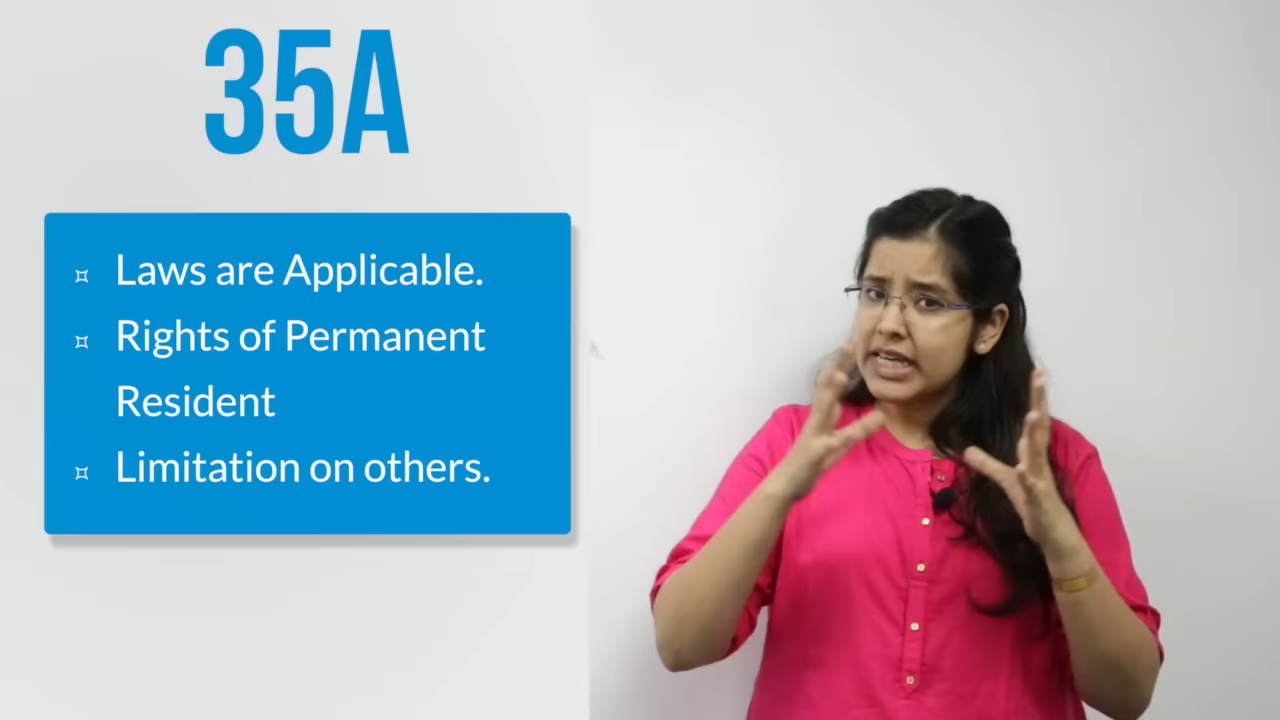 35A
Laws are Applicable.
Rights of Permanent
Resident
Limitation on others.